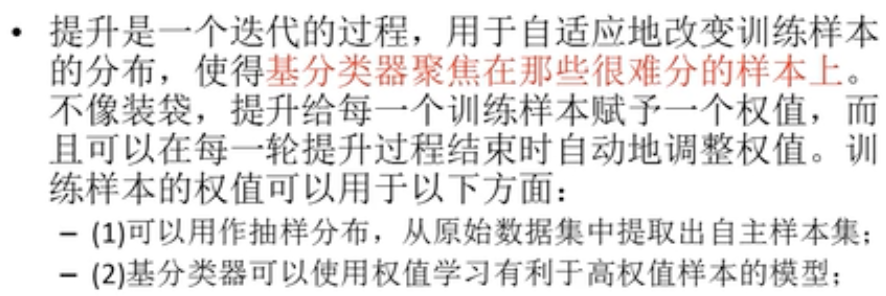 • 提升是一个迭代的过程，用于自适应地改变训练样本
的分布，使得基分类器聚焦在那些很难分的样本上。
不像装袋，提升给每一个训练样本赋予一个权值，而
且可以在每一轮提升过程结束时自动地调整权值。训
练样本的权值可以用于以下方面：
– (1)可以用作抽样分布，从原始数据集中提取出自主样本集；
– (2)基分类器可以使用权值学习有利于高权值样本的模型；